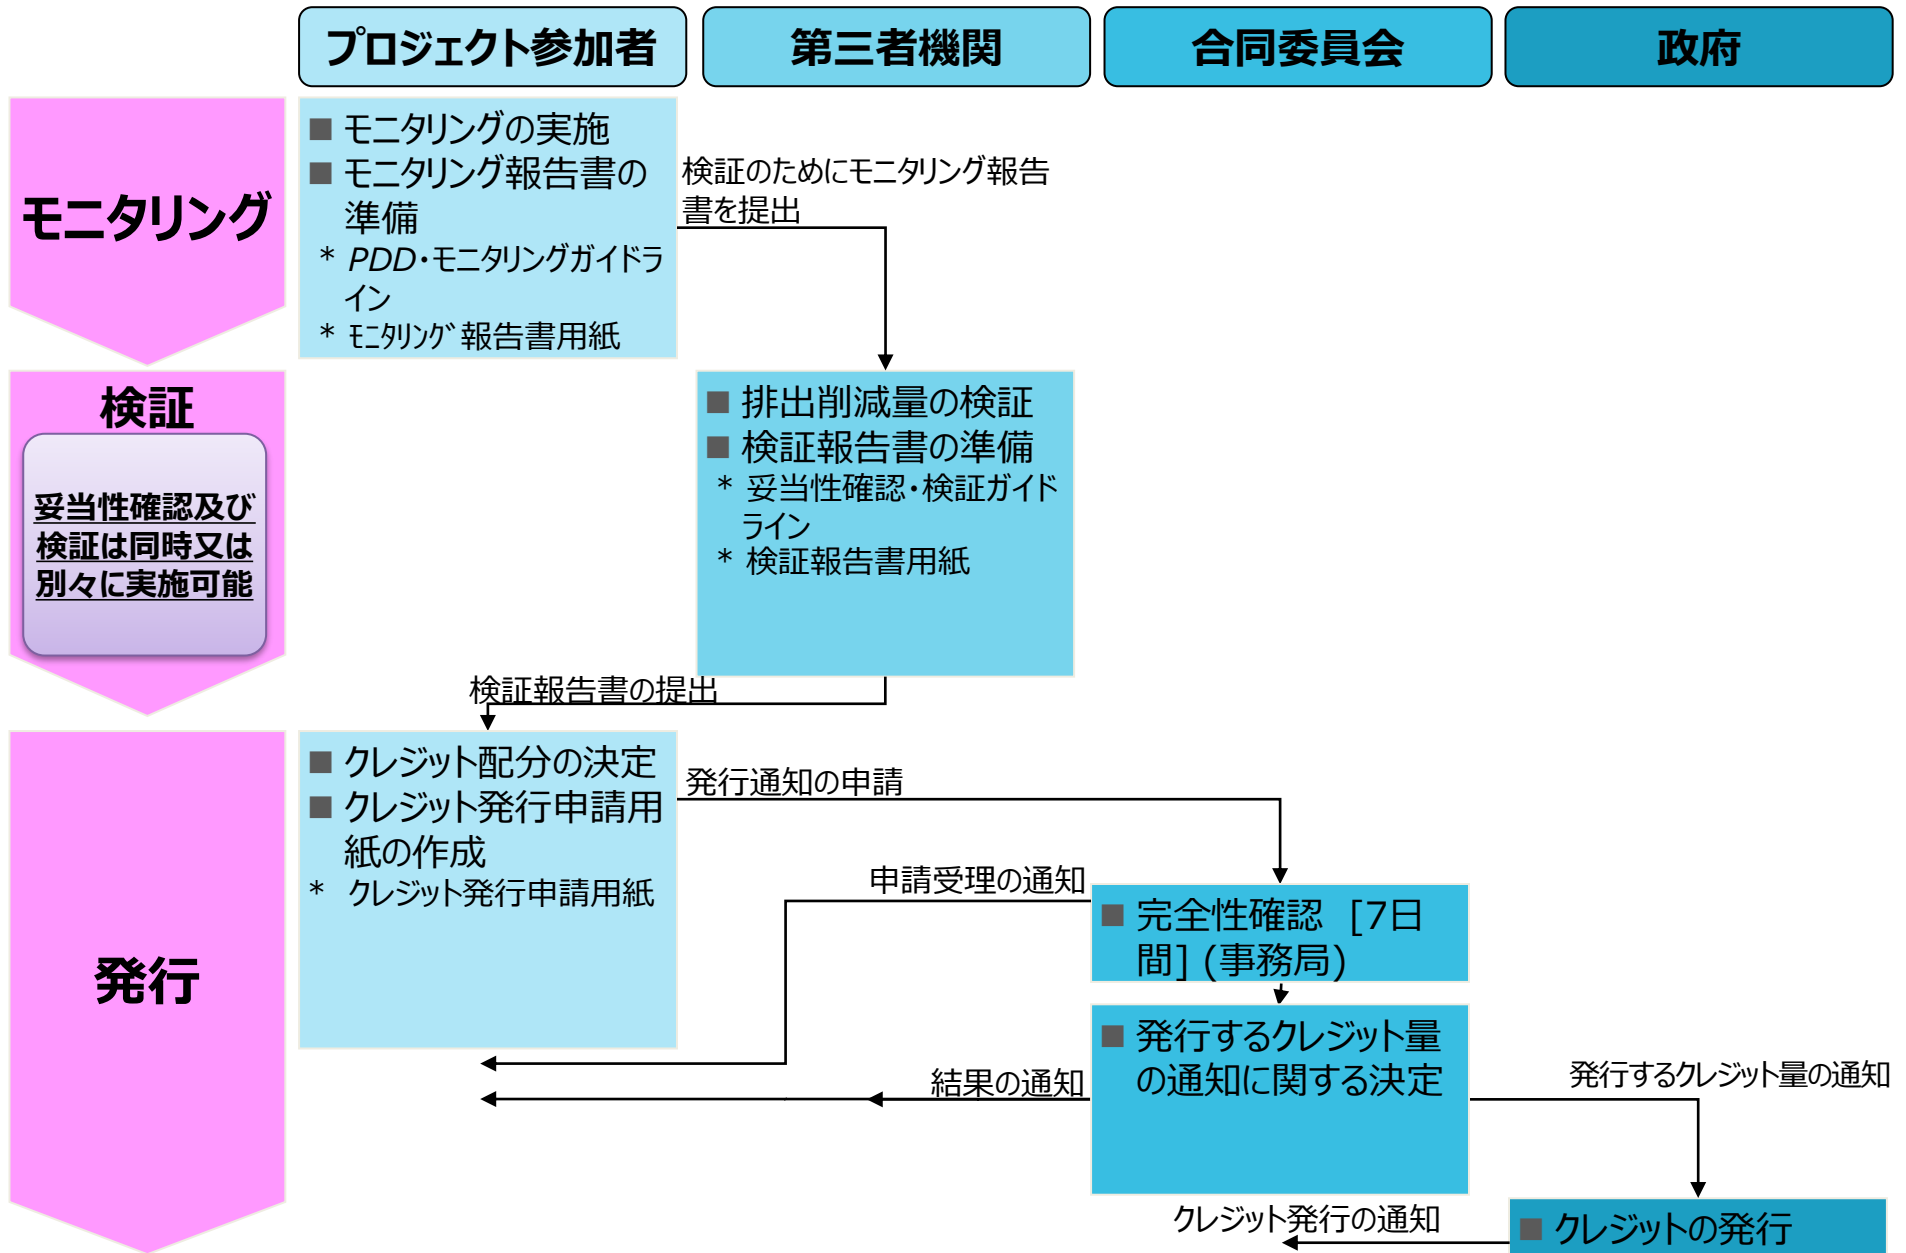 プロジェクト参加者
第三者機関
合同委員会
政府
モニタリング
■ モニタリングの実施
■ モニタリング報告書の
準備
* PDD・モニタリングガイドラ
イン
* ﾓﾆﾀﾘﾝｸﾞ報告書用紙
検証のためにモニタリング報告
書を提出
検証
妥当性確認及び
検証は同時又は
別々に実施可能
■ 排出削減量の検証
■ 検証報告書の準備
* 妥当性確認・検証ガイド
ライン
* 検証報告書用紙
検証報告書の提出
発行
■ クレジット配分の決定
■ クレジット発行申請用
紙の作成
* クレジット発行申請用紙
発行通知の申請
申請受理の通知
■ 完全性確認 [7日
間] (事務局)
■ 発行するクレジット量
の通知に関する決定
結果の通知
発行するクレジット量の通知
クレジット発行の通知
■ クレジットの発行